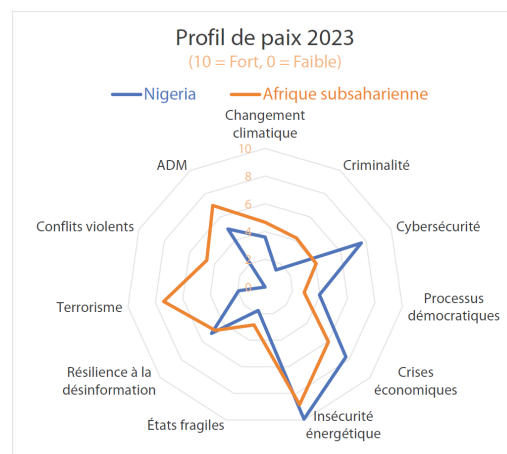 Profil de paix 2023
(10 = Fort, 0 = Faible)
Nigeria
Afrique subsaharienne
Changement
climatique
10
8
6
4
2
0
Criminalité
Cybersécurité
Processus
démocratiques
Crises
économiques
Insécurité
énergétique
États fragiles
Résilience à la
désinformation
Terrorisme
Conflits violents
ADM